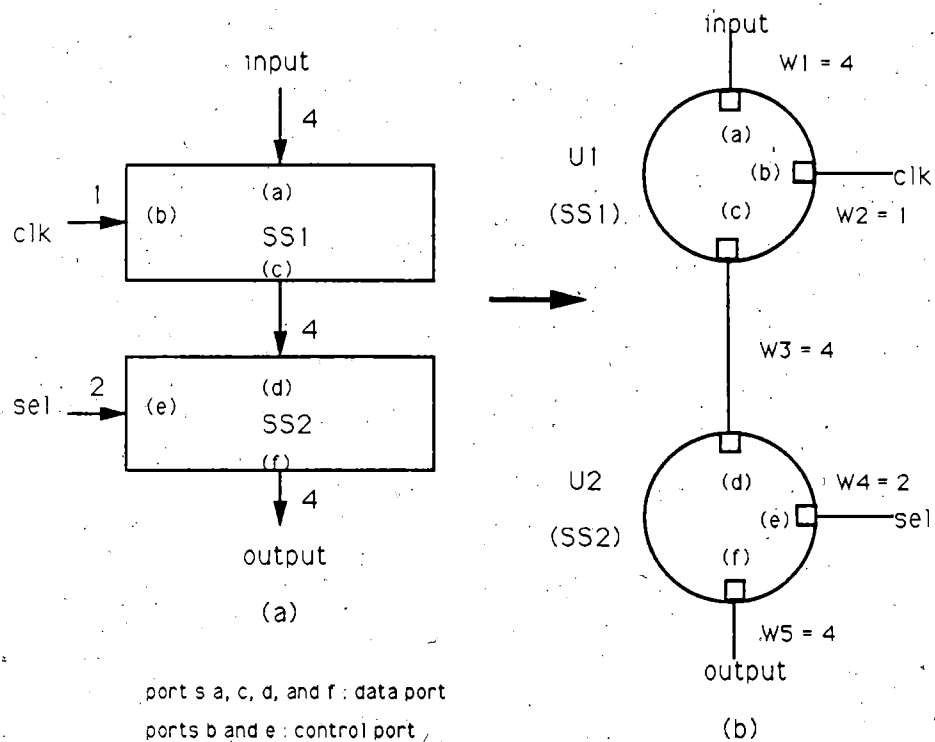 input
4
1
clk
(b)
(a)
SS1
(c)
4
2
sel
(e)
(d)
SS2
(f)
4
output
(a)
port s a, c, d, and f : data port
ports b and e : control port
input
W1 = 4
U1
(SS1)
(a)
(b)
clk
(c)
W2 = 1
W3 = 4
U2
(SS2)
(d)
W4 = 2
(e)
sel
(f)
W5 = 4
output
(b)